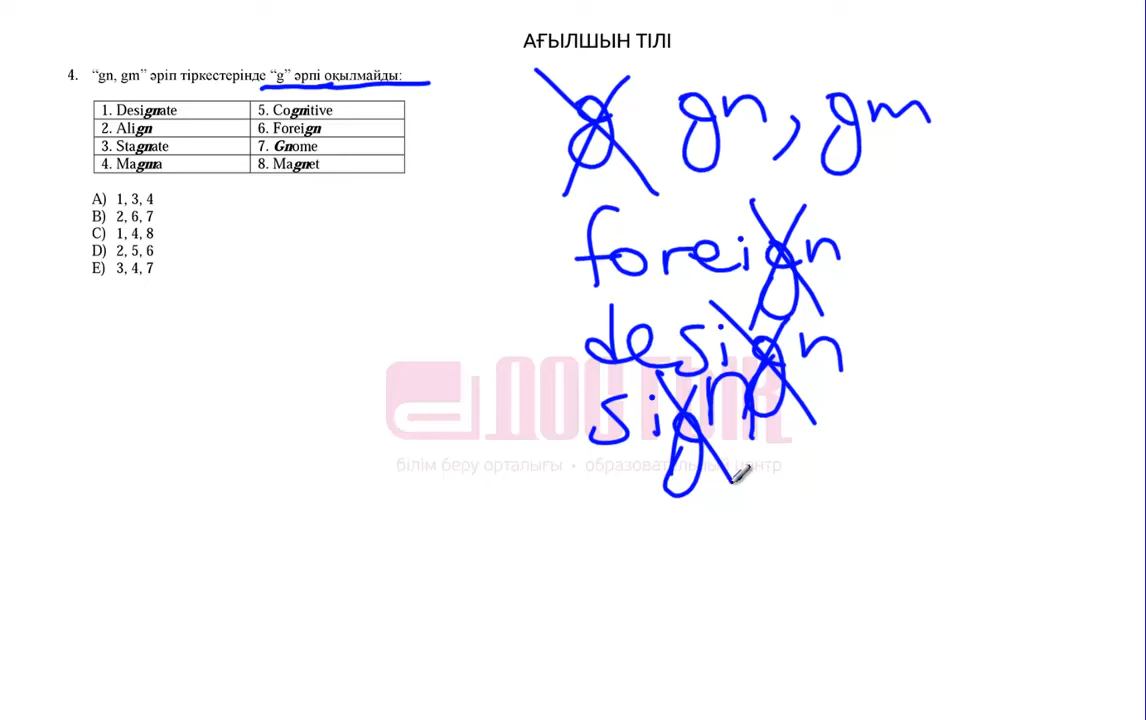 АҒЫЛШЫН ТІЛІ
4. “gn, gm” әріп тіркестерінде “g” әрпі оқылмайды:
1. Designate 5. Cognitive
2. Align 6. Foreign
3. Stagnate 7. Gnome
4. Magma 8. Magnet
A) 1, 3, 4
B) 2, 6, 7
C) 1, 4, 8
D) 2, 5, 6
E) 3, 4, 7
g gn, gm
foreign
design
sign
білім беру орталығы • образовательный центр